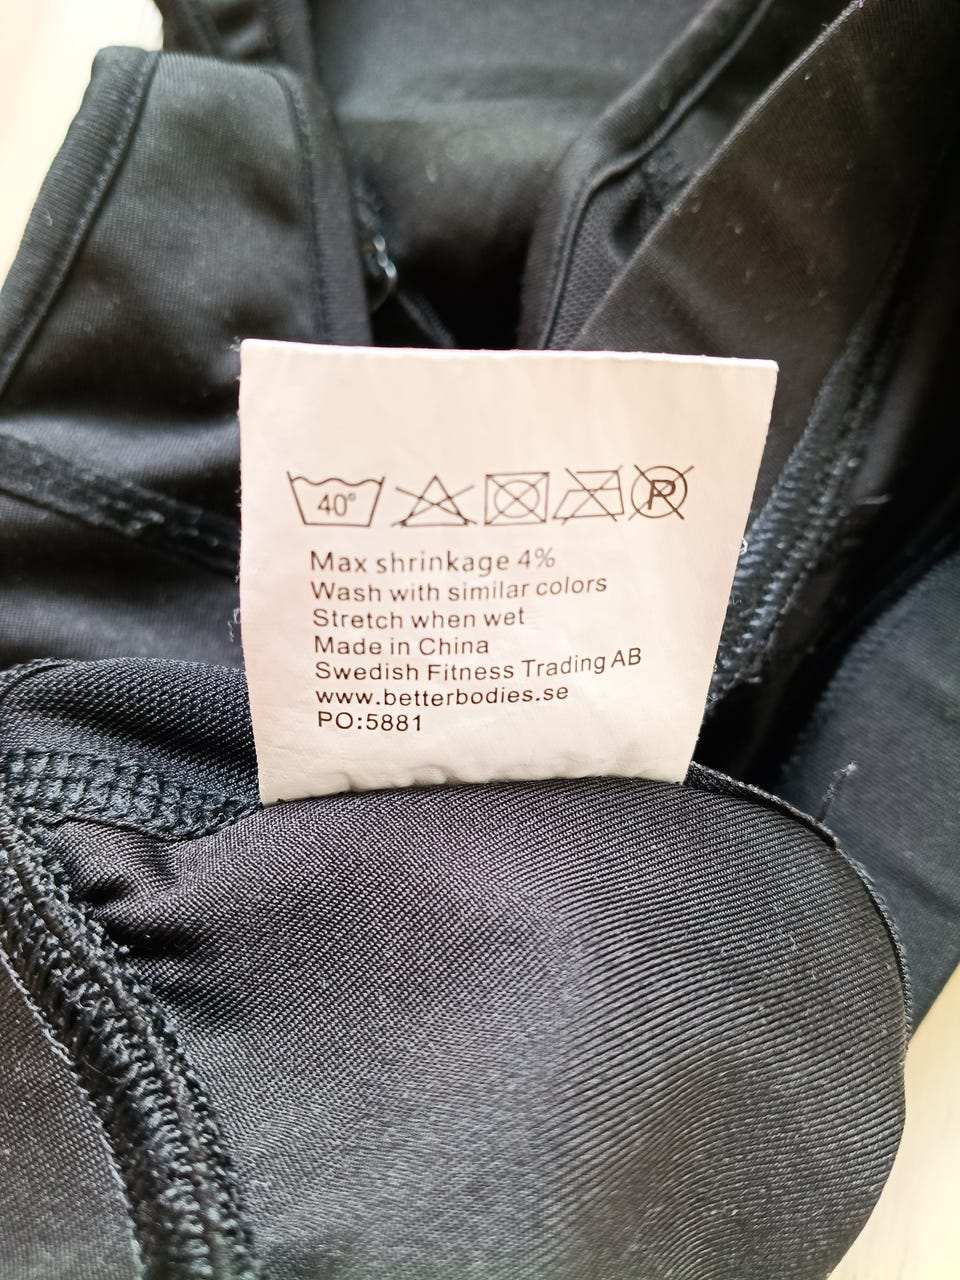 40°
P
Max shrinkage 4%
Wash with similar colors
Stretch when wet
Made in China
Swedish Fitness Trading AB
www.betterbodies.se
PO:5881